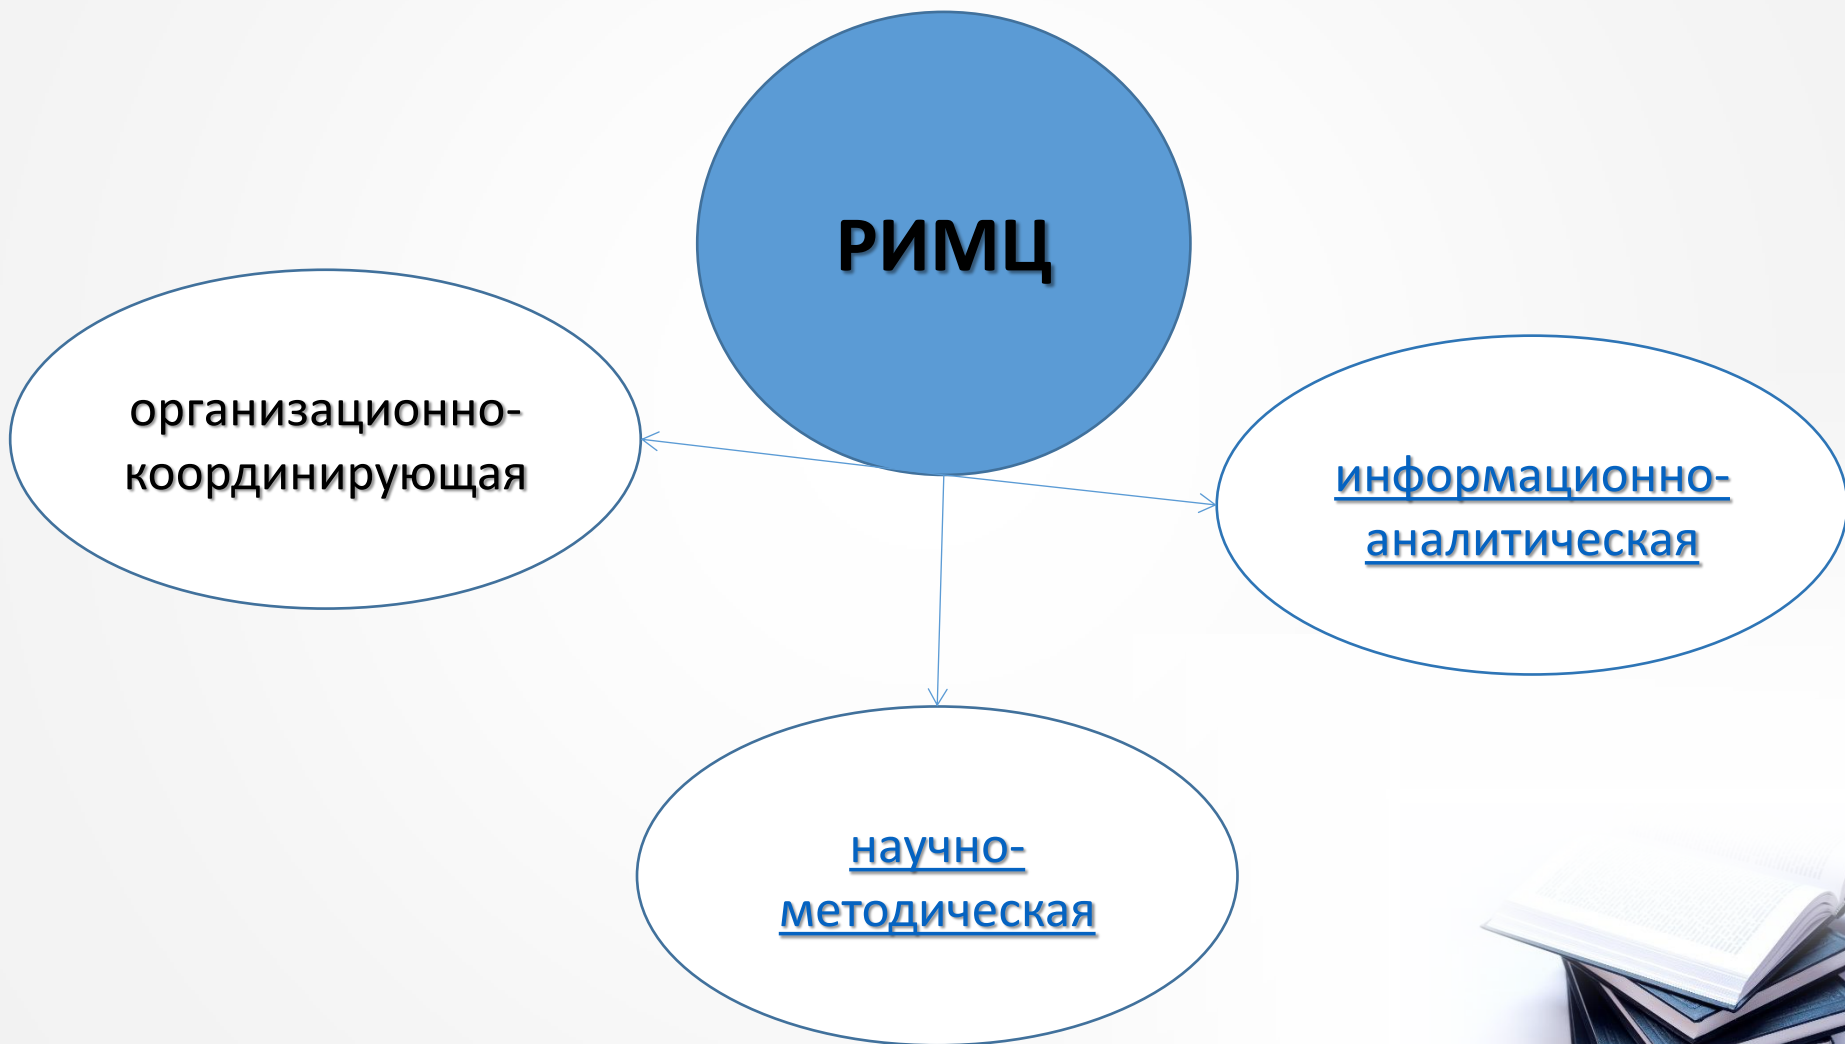 РИМЦ
организационно-
координирующая
информационно-
аналитическая
научно-
методическая